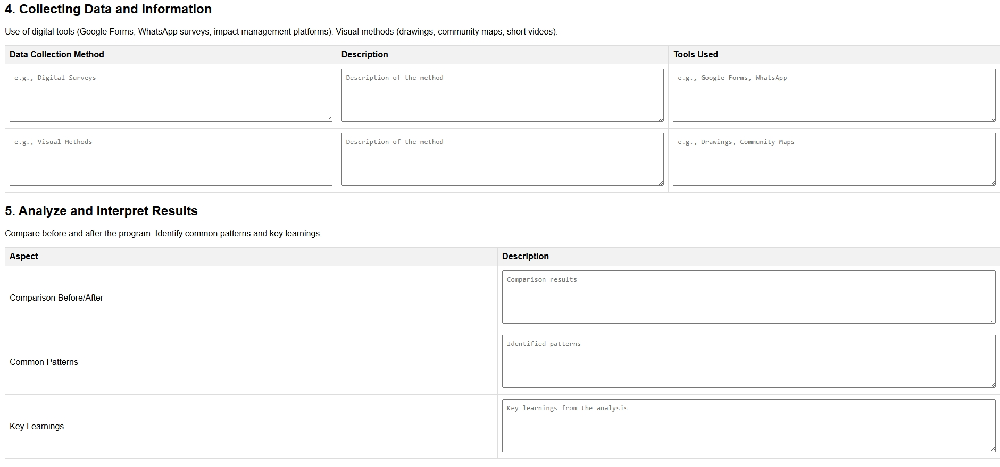 4. Collecting Data and Information
Use of digital tools (Google Forms, WhatsApp surveys, impact management platforms). Visual methods (drawings, community maps, short videos).
Data Collection Method Description Tools Used
e.g., Digital Surveys Description of the method e.g., Google Forms, WhatsApp
e.g., Visual Methods Description of the method e.g., Drawings, Community Maps
5. Analyze and Interpret Results
Compare before and after the program. Identify common patterns and key learnings.
Aspect Description
Comparison Before/After Comparison results
Common Patterns Identified patterns
Key Learnings Key learnings from the analysis